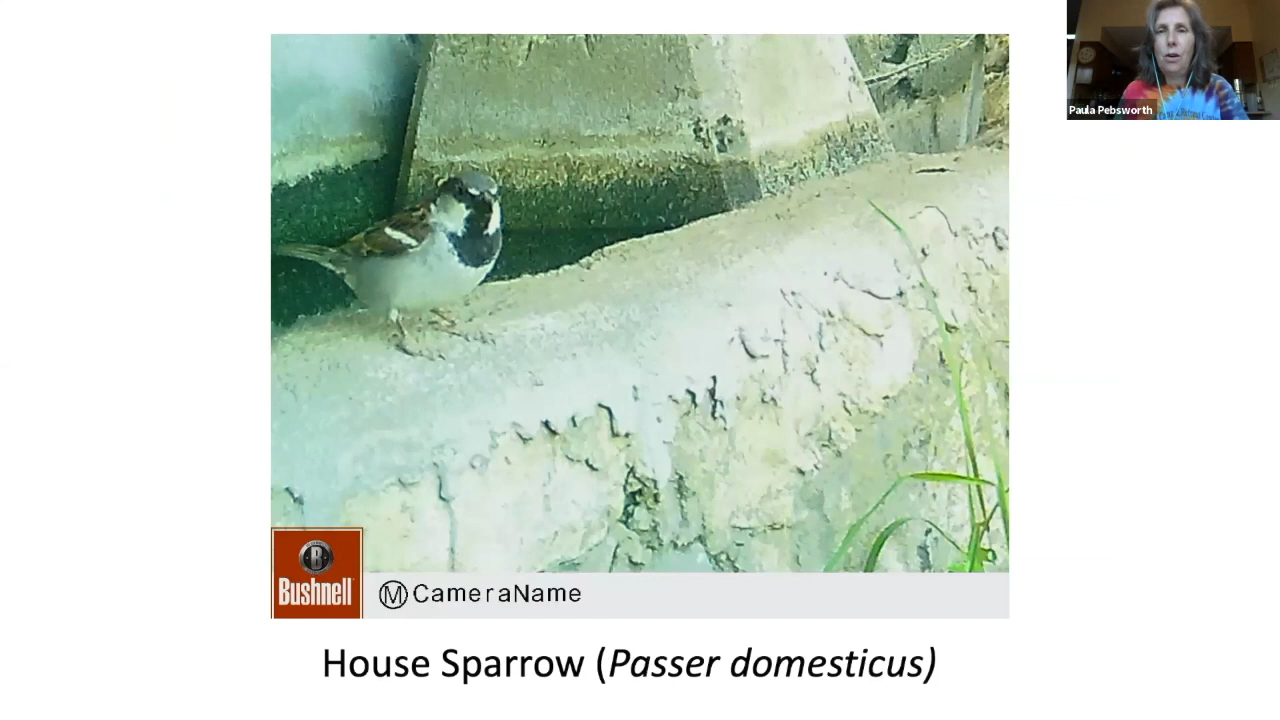 Paula Pebsworth
B
Bushnell
M CameraName
House Sparrow (Passer domesticus)